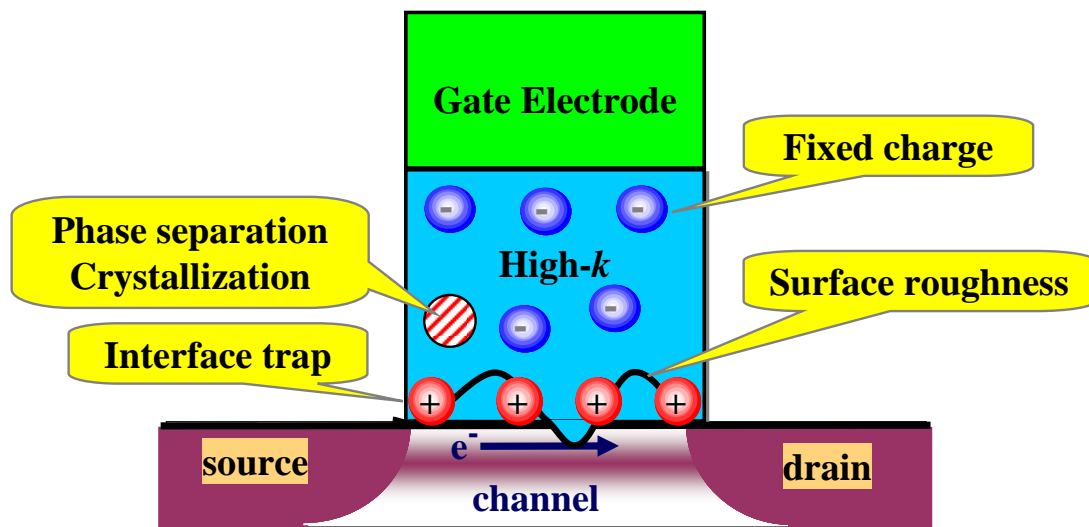 Gate Electrode
Fixed charge
-
-
-
Phase separation
Crystallization
High-k
Surface roughness
-
-
Interface trap
+
+
+
+
e-
source
drain
channel